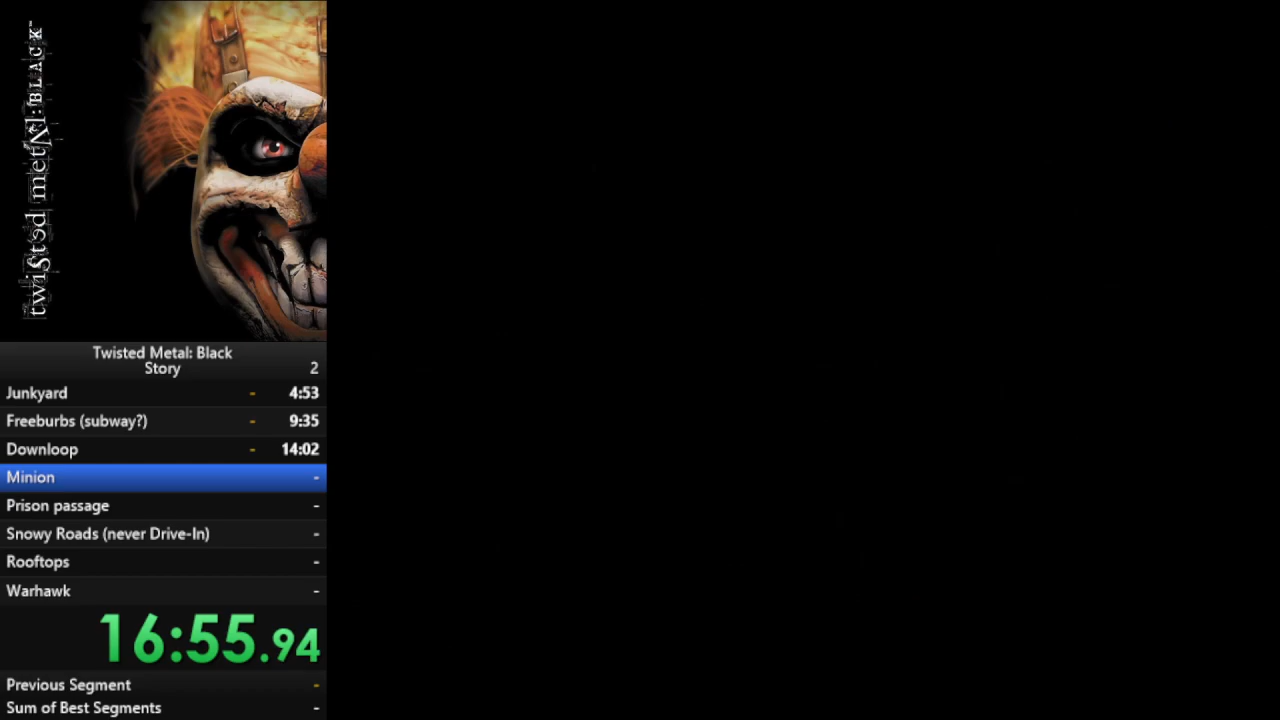 twisted metal: BLACK™
Twisted Metal: Black
Story 2
Junkyard - 4:53
Freeburbs (subway?) - 9:35
Downloop - 14:02
Minion -
Prison passage -
Snowy Roads (never Drive-In) -
Rooftops -
Warhawk -
16:55.94
Previous Segment -
Sum of Best Segments -